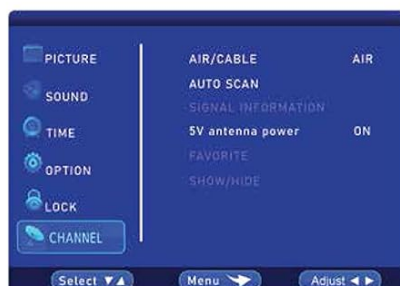 PICTURE
SOUND
TIME
OPTION
LOCK
CHANNEL
AIR/CABLE AIR
AUTO SCAN
SIGNAL INFORMATION
5V antenna power ON
FAVORITE
SHOW/HIDE
Select ▼▲ Menu Adjust ◀ ▶